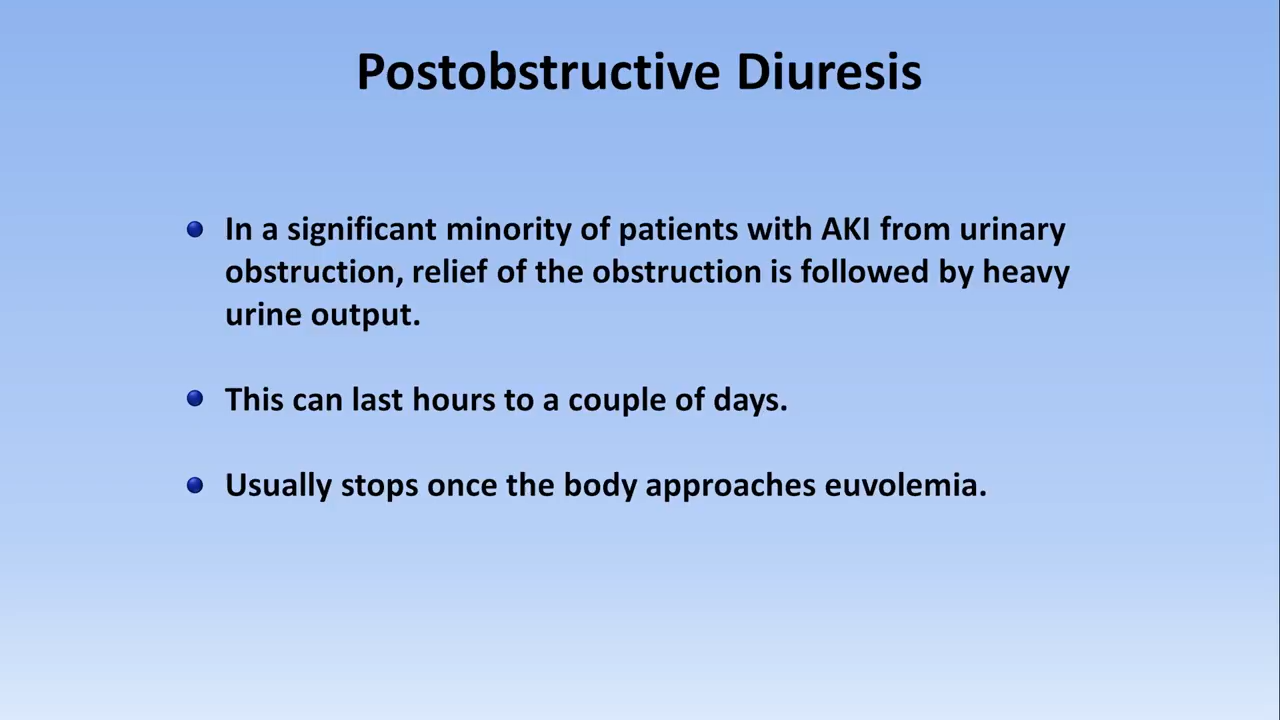 Postobstructive Diuresis
In a significant minority of patients with AKI from urinary
obstruction, relief of the obstruction is followed by heavy
urine output.
This can last hours to a couple of days.
Usually stops once the body approaches euvolemia.